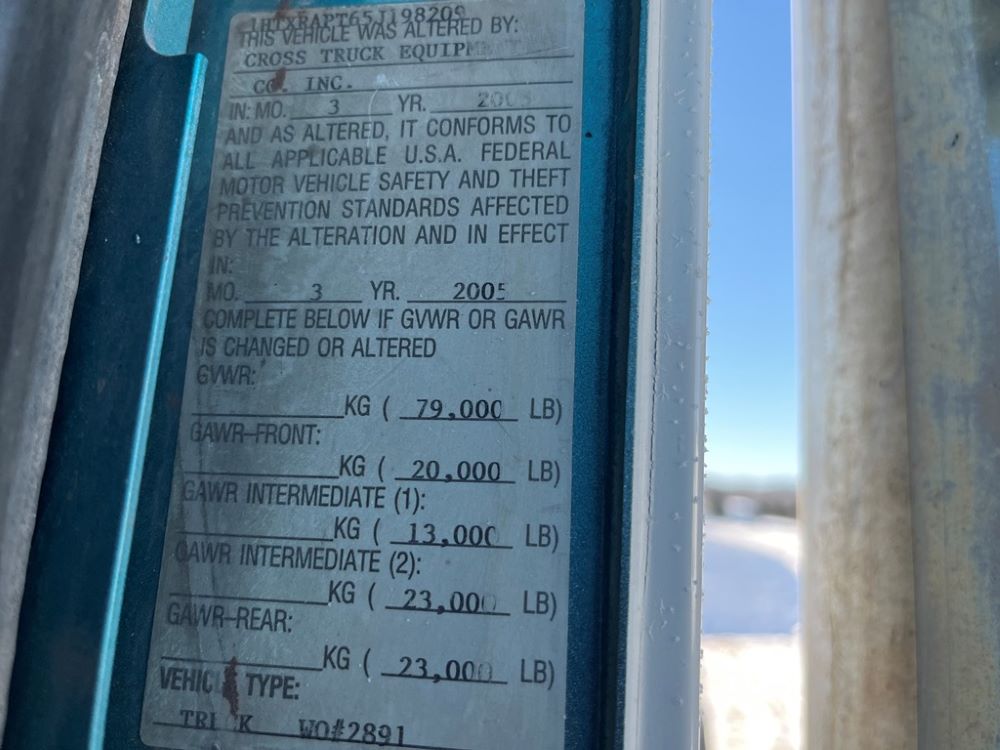 1HTXRAPT65J198209
THIS VEHICLE WAS ALTERED BY:
CROSS TRUCK EQUIPMENT
CO. INC.
IN: MO. 3 YR. 2005
AND AS ALTERED, IT CONFORMS TO
ALL APPLICABLE U.S.A. FEDERAL
MOTOR VEHICLE SAFETY AND THEFT
PREVENTION STANDARDS AFFECTED
BY THE ALTERATION AND IN EFFECT
IN:
MO. 3 YR. 2005
COMPLETE BELOW IF GVWR OR GAWR
IS CHANGED OR ALTERED
GVWR:
KG ( 79,000 LB)
GAWR-FRONT:
KG ( 20,000 LB)
GAWR INTERMEDIATE (1):
KG ( 13,000 LB)
GAWR INTERMEDIATE (2):
KG ( 23,000 LB)
GAWR-REAR:
KG ( 23,000 LB)
VEHICLE TYPE:
TRUCK WO#2891